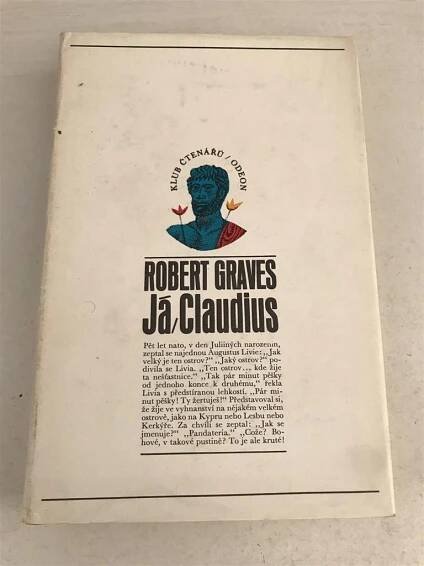 KLUB ČTENÁŘŮ / ODEON
ROBERT GRAVES
Já/Claudius
Pět let nato, v den Juliiných narozenin,
zeptal se najednou Augustus Livie: „Jak
velký je ten ostrov?“ „Jaký ostrov?“ po-
divila se Livia. „Ten ostrov... kde žije
ta nešťastnice.“ „Tak pár minut pěšky
od jednoho konce k druhému,“ řekla
Livia s předstíranou lehkostí. „Pár mi-
nut pěšky! Ty žertuješ!“ Představoval si,
že žije ve vyhnanství na nějakém velkém
ostrově, jako na Kypru nebo Lesbu nebo
Kerkýře. Za chvíli se zeptal: „Jak se
jmenuje?“ „Pandateria.“ „Cože? Bo-
hové, v takové pustině? To je ale kruté!